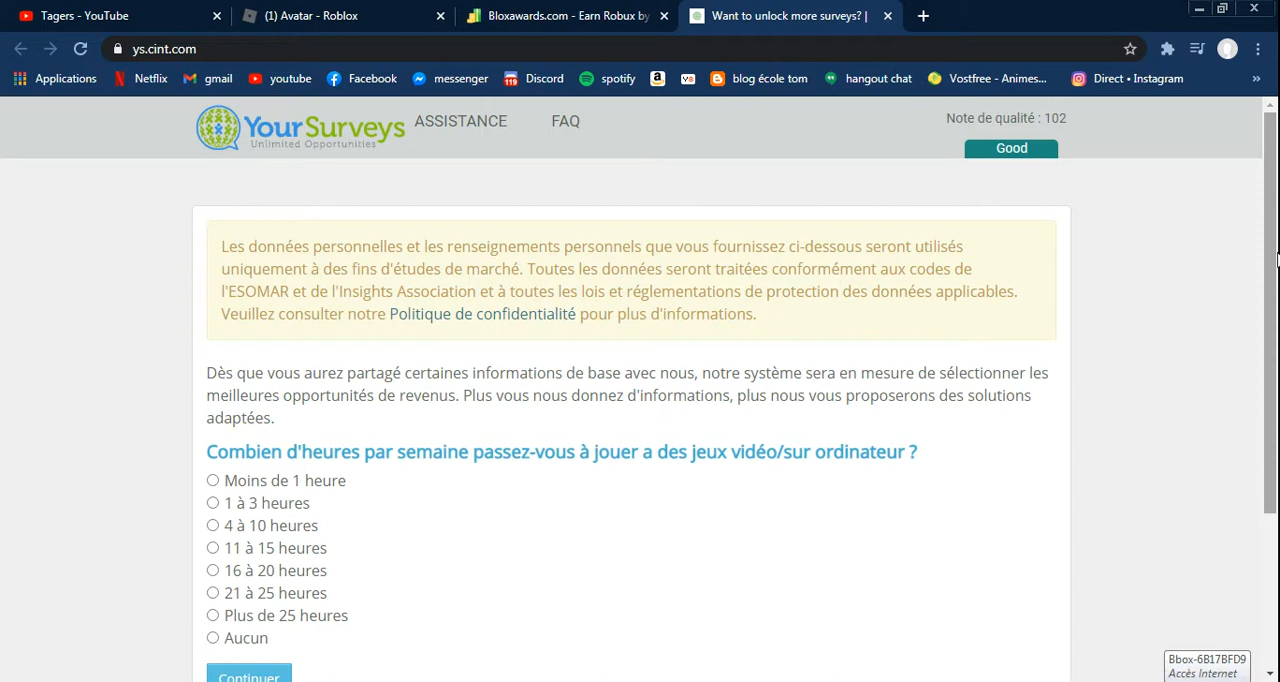 Tagers - YouTube
(1) Avatar - Roblox
Bloxawards.com - Earn Robux by
Want to unlock more surveys? |
ys.cint.com
Applications
Netflix
gmail
youtube
Facebook
messenger
119
Discord
spotify
blog école tom
hangout chat
Vostfree - Animes...
Direct • Instagram
»
YourSurveys
Unlimited Opportunities
ASSISTANCE
FAQ
Note de qualité : 102
Good
Les données personnelles et les renseignements personnels que vous fournissez ci-dessous seront utilisés
uniquement à des fins d'études de marché. Toutes les données seront traitées conformément aux codes de
l'ESOMAR et de l'Insights Association et à toutes les lois et réglementations de protection des données applicables.
Veuillez consulter notre Politique de confidentialité pour plus d'informations.
Dès que vous aurez partagé certaines informations de base avec nous, notre système sera en mesure de sélectionner les
meilleures opportunités de revenus. Plus vous nous donnez d'informations, plus nous vous proposerons des solutions
adaptées.
Combien d'heures par semaine passez-vous à jouer a des jeux vidéo/sur ordinateur ?
Moins de 1 heure
1 à 3 heures
4 à 10 heures
11 à 15 heures
16 à 20 heures
21 à 25 heures
Plus de 25 heures
Aucun
Continuer
Bbox-6B17BFD9
Accès Internet